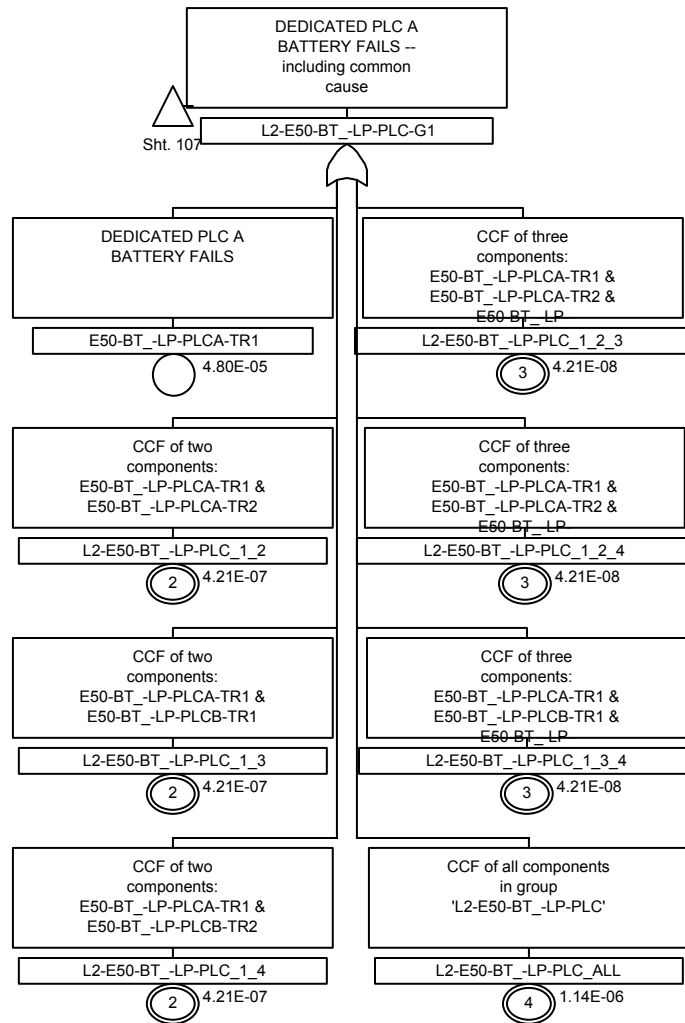 DEDICATED PLC A
BATTERY FAILS --
including common
cause
Sht. 107
L2-E50-BT_-LP-PLC-G1
DEDICATED PLC A
BATTERY FAILS
E50-BT_-LP-PLCA-TR1
4.80E-05
CCF of three
components:
E50-BT_-LP-PLCA-TR1 &
E50-BT_-LP-PLCA-TR2 &
E50-BT_-LP
L2-E50-BT_-LP-PLC_1_2_3
3
4.21E-08
CCF of two
components:
E50-BT_-LP-PLCA-TR1 &
E50-BT_-LP-PLCA-TR2
L2-E50-BT_-LP-PLC_1_2
2
4.21E-07
CCF of three
components:
E50-BT_-LP-PLCA-TR1 &
E50-BT_-LP-PLCA-TR2 &
E50-BT_-LP
L2-E50-BT_-LP-PLC_1_2_4
3
4.21E-08
CCF of two
components:
E50-BT_-LP-PLCA-TR1 &
E50-BT_-LP-PLCB-TR1
L2-E50-BT_-LP-PLC_1_3
2
4.21E-07
CCF of three
components:
E50-BT_-LP-PLCA-TR1 &
E50-BT_-LP-PLCB-TR1 &
E50-BT_-LP
L2-E50-BT_-LP-PLC_1_3_4
3
4.21E-08
CCF of two
components:
E50-BT_-LP-PLCA-TR1 &
E50-BT_-LP-PLCB-TR2
L2-E50-BT_-LP-PLC_1_4
2
4.21E-07
CCF of all components
in group
'L2-E50-BT_-LP-PLC'
L2-E50-BT_-LP-PLC_ALL
4
1.14E-06